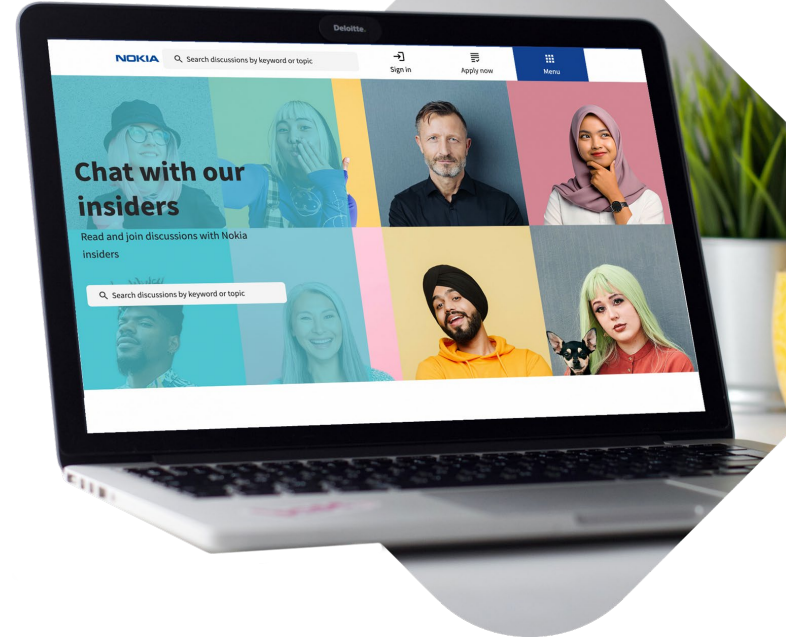 Deloitte.
NOKIA
Search discussions by keyword or topic
Sign in
Apply now
Menu
Chat with our
insiders
Read and join discussions with Nokia
insiders
Search discussions by keyword or topic